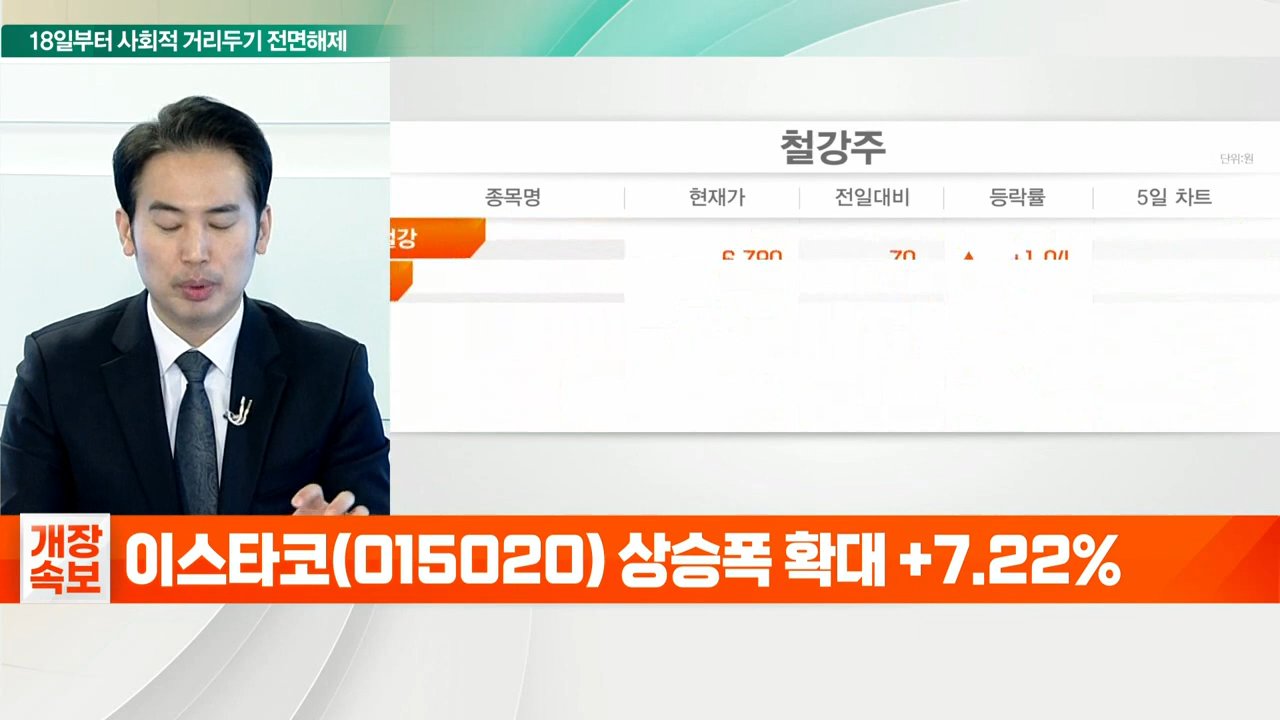 18일부터 사회적 거리두기 전면해제
철강주
단위:원
종목명 현재가 전일대비 등락률 5일 차트
개장
속보
이스타코(015020) 상승폭 확대 +7.22%